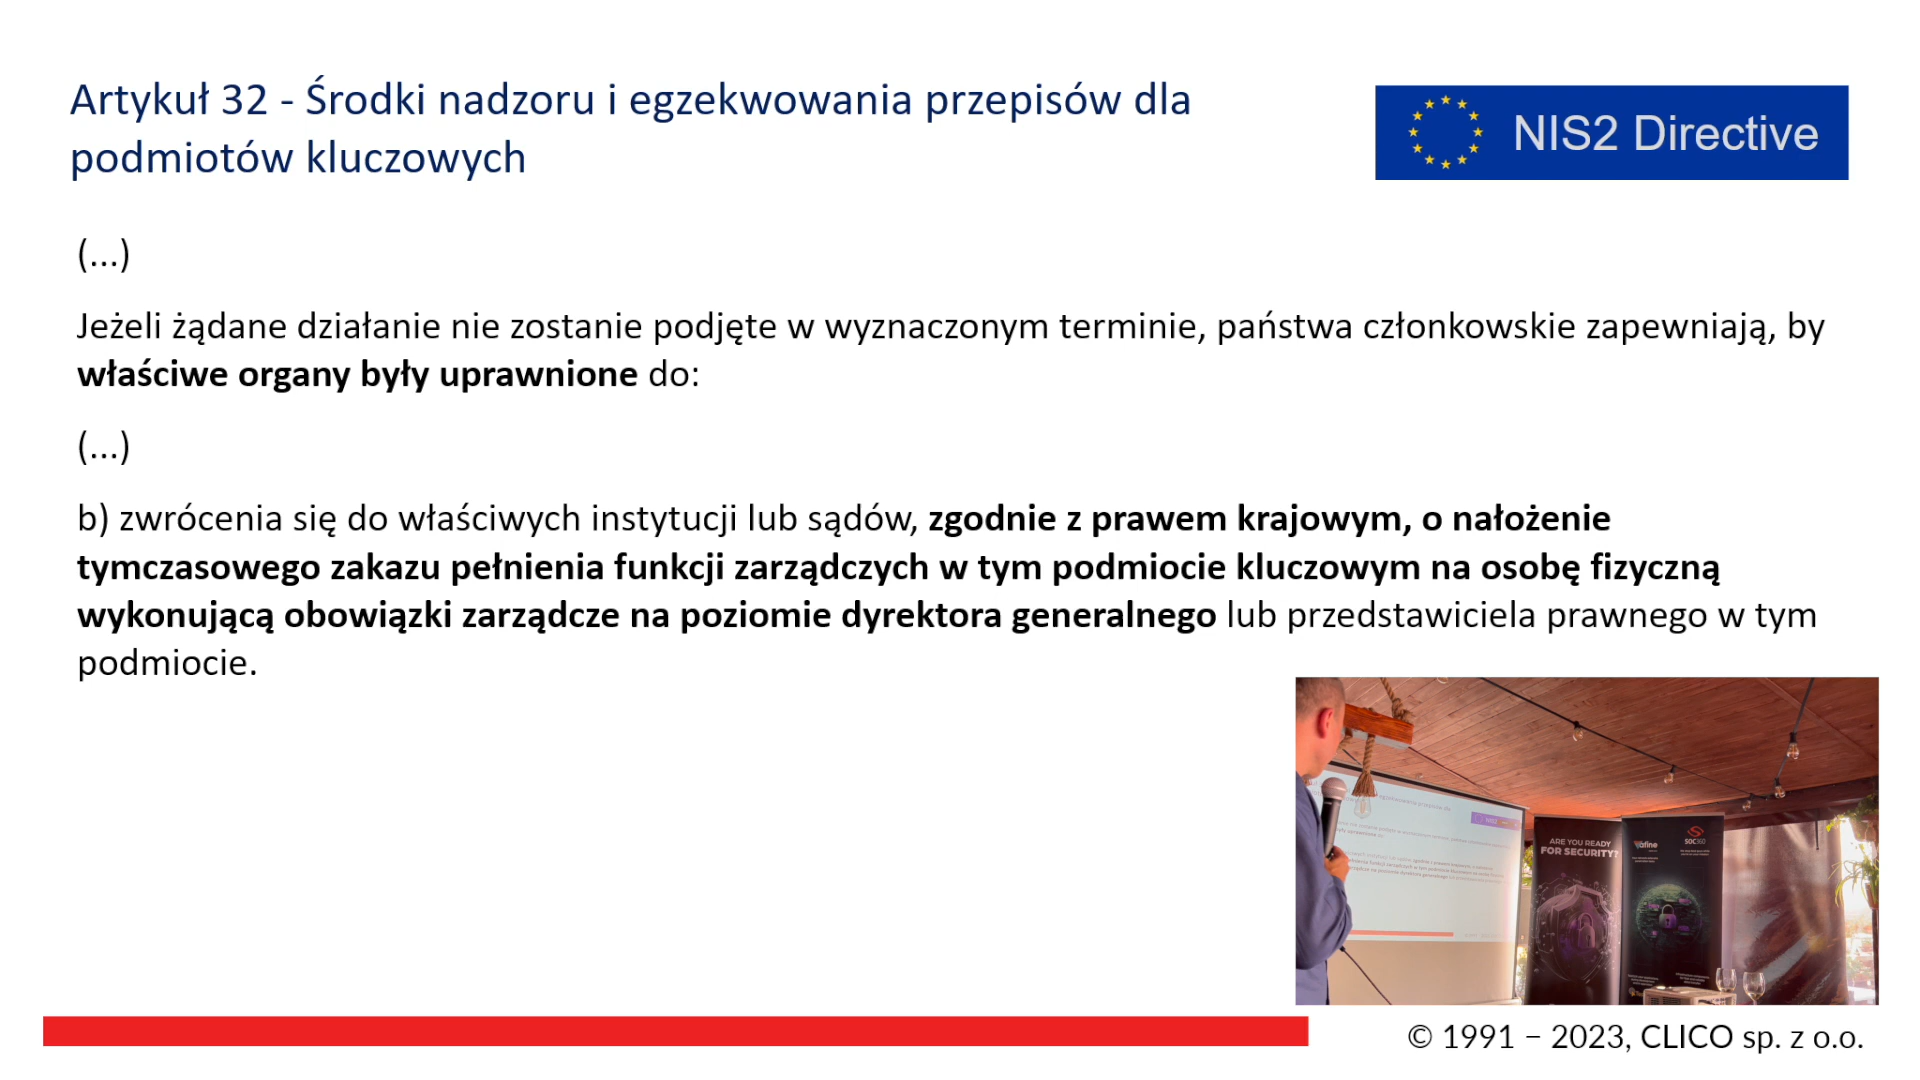 Artykuł 32 - Środki nadzoru i egzekwowania przepisów dla
podmiotów kluczowych
NIS2 Directive
(...)
Jeżeli żądane działanie nie zostanie podjęte w wyznaczonym terminie, państwa członkowskie zapewniają, by
właściwe organy były uprawnione do:
(...)
b) zwrócenia się do właściwych instytucji lub sądów, zgodnie z prawem krajowym, o nałożenie
tymczasowego zakazu pełnienia funkcji zarządczych w tym podmiocie kluczowym na osobę fizyczną
wykonującą obowiązki zarządcze na poziomie dyrektora generalnego lub przedstawiciela prawnego w tym
podmiocie.
ARE YOU READY
FOR SECURITY?
afine
SOC360
© 1991 – 2023, CLICO sp. z o.o.